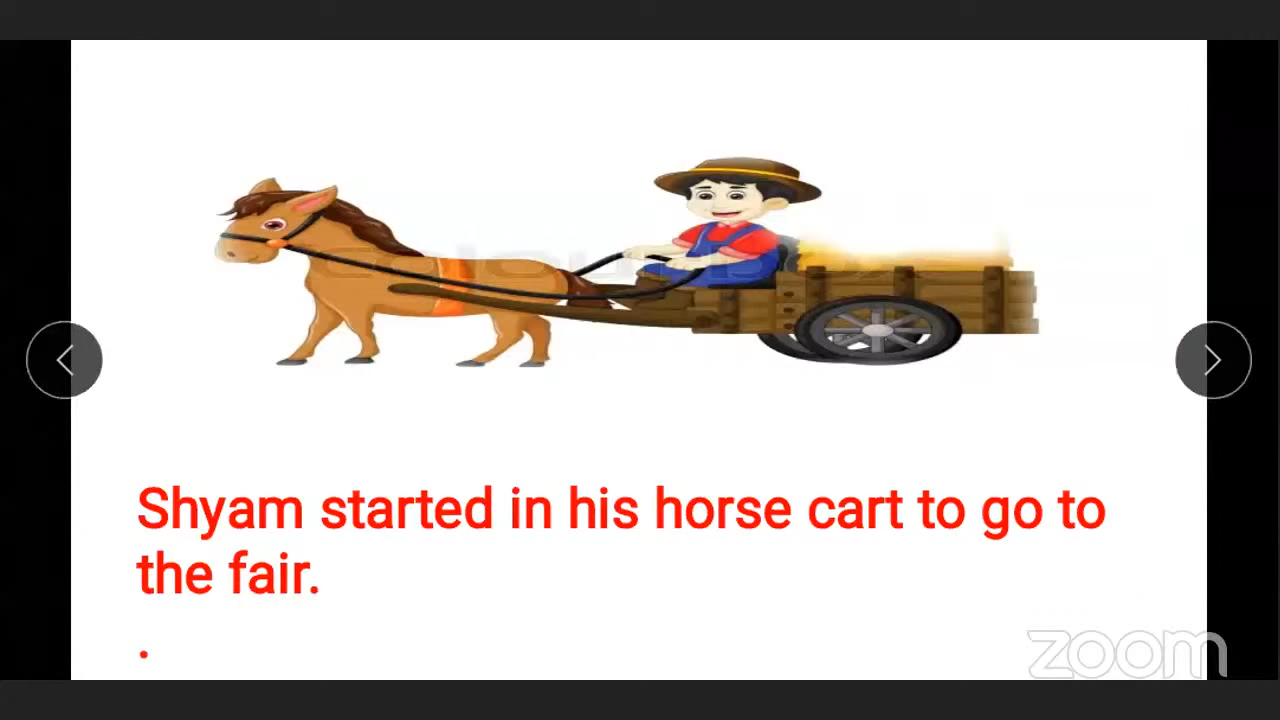 Shyam started in his horse cart to go to
the fair.
.
zoom